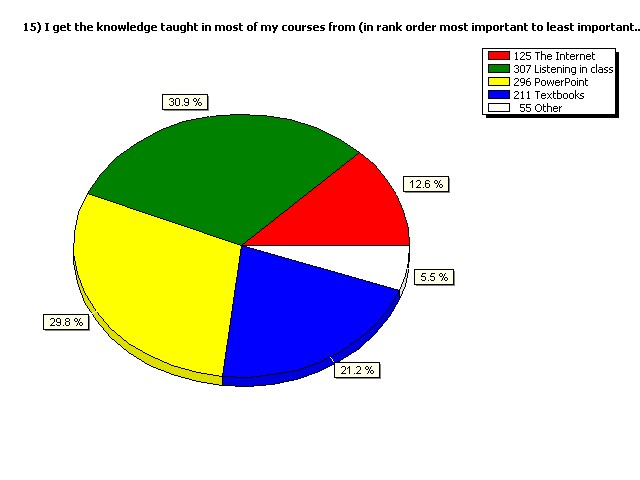 15) I get the knowledge taught in most of my courses from (in rank order most important to least important..
125 The Internet
307 Listening in class
296 PowerPoint
211 Textbooks
55 Other
30.9 %
12.6 %
5.5 %
29.8 %
21.2 %